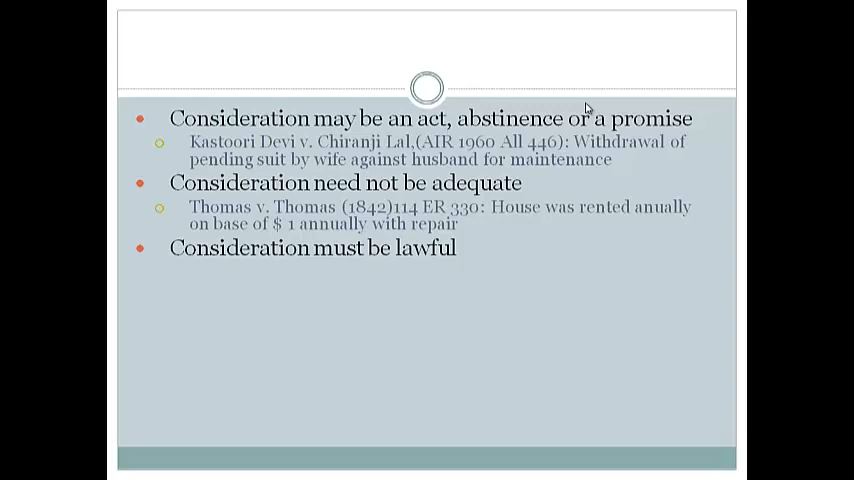 Consideration may be an act, abstinence or a promise
Kastoori Devi v. Chiranji Lal,(AIR 1960 All 446): Withdrawal of
pending suit by wife against husband for maintenance
Consideration need not be adequate
Thomas v. Thomas (1842)114 ER 330: House was rented anually
on base of $ 1 annually with repair
Consideration must be lawful